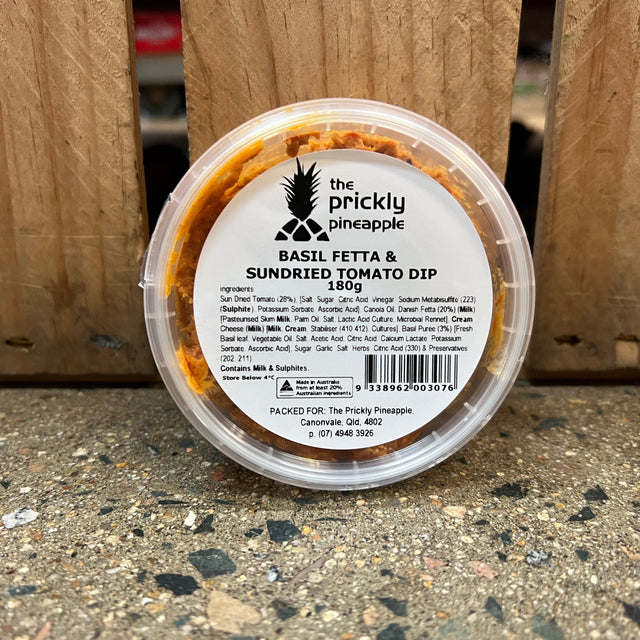 the
prickly
pineapple
BASIL FETTA &
SUNDRIED TOMATO DIP
180g
Ingredients
Sun Dried Tomato (28%), [Salt, Sugar, Citric Acid, Vinegar, Sodium Metabisulfite (223)
(Sulphite), Potassium Sorbate, Ascorbic Acid], Canola Oil, Danish Fetta (20%) (Milk)
[Pasteurised Skim Milk, Palm Oil, Salt, Lactic Acid Culture, Microbial Rennet], Cream
Cheese (Milk) [Milk, Cream, Stabiliser (410,412), Cultures], Basil Puree (3%) [Fresh
Basil leaf, Vegetable Oil, Salt, Acetic Acid, Citric Acid, Calcium Lactate, Potassium
Sorbate, Ascorbic Acid], Sugar, Garlic, Salt, Herbs, Citric Acid (330) & Preservatives
(202, 211)
Contains Milk & Sulphites.
Store Below 4°C
Made in Australia
from at least 20%
Australian ingredients
9 338962 003076
PACKED FOR: The Prickly Pineapple,
Canonvale, Qld, 4802
p. (07) 4948 3926